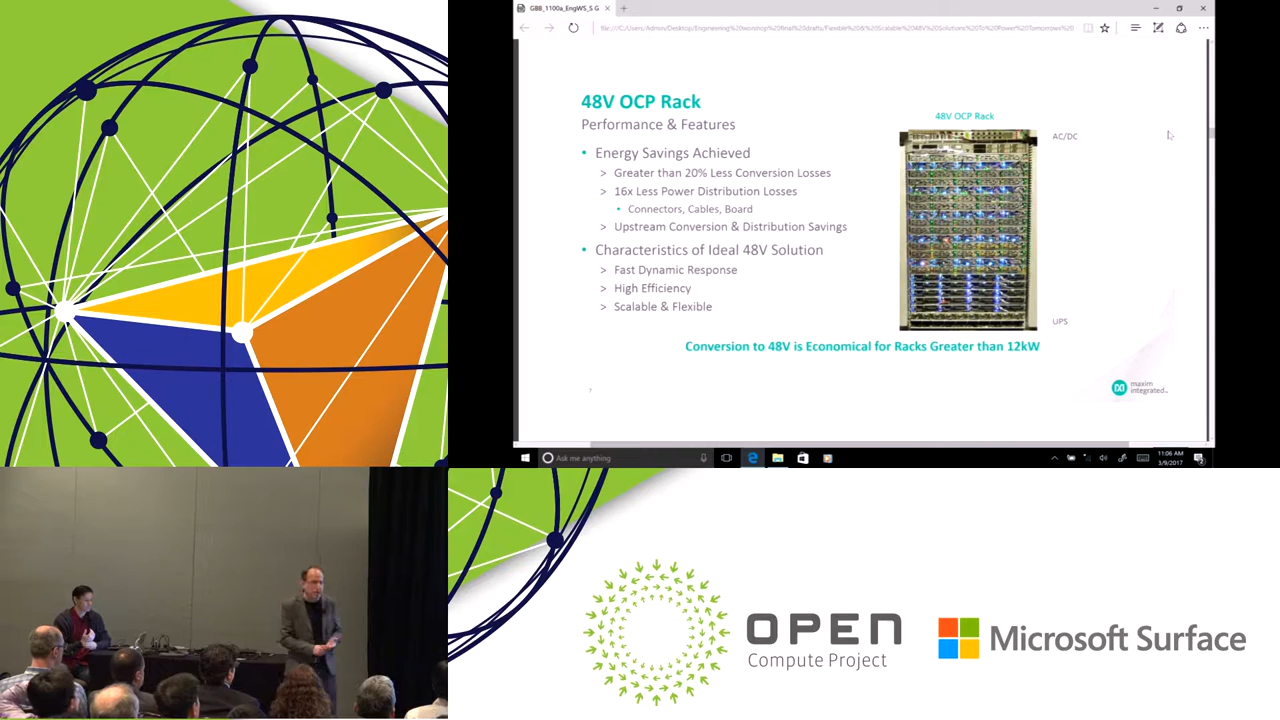 GBB_1100a_EngWS_S G
48V OCP Rack
Performance & Features
• Energy Savings Achieved
> Greater than 20% Less Conversion Losses
> 16x Less Power Distribution Losses
• Connectors, Cables, Board
> Upstream Conversion & Distribution Savings
• Characteristics of Ideal 48V Solution
> Fast Dynamic Response
> High Efficiency
> Scalable & Flexible
48V OCP Rack
AC/DC
UPS
Conversion to 48V is Economical for Racks Greater than 12kW
7
maxim
integrated
Ask me anything
11:06 AM
3/9/2017
OPEN
Compute Project
Microsoft Surface